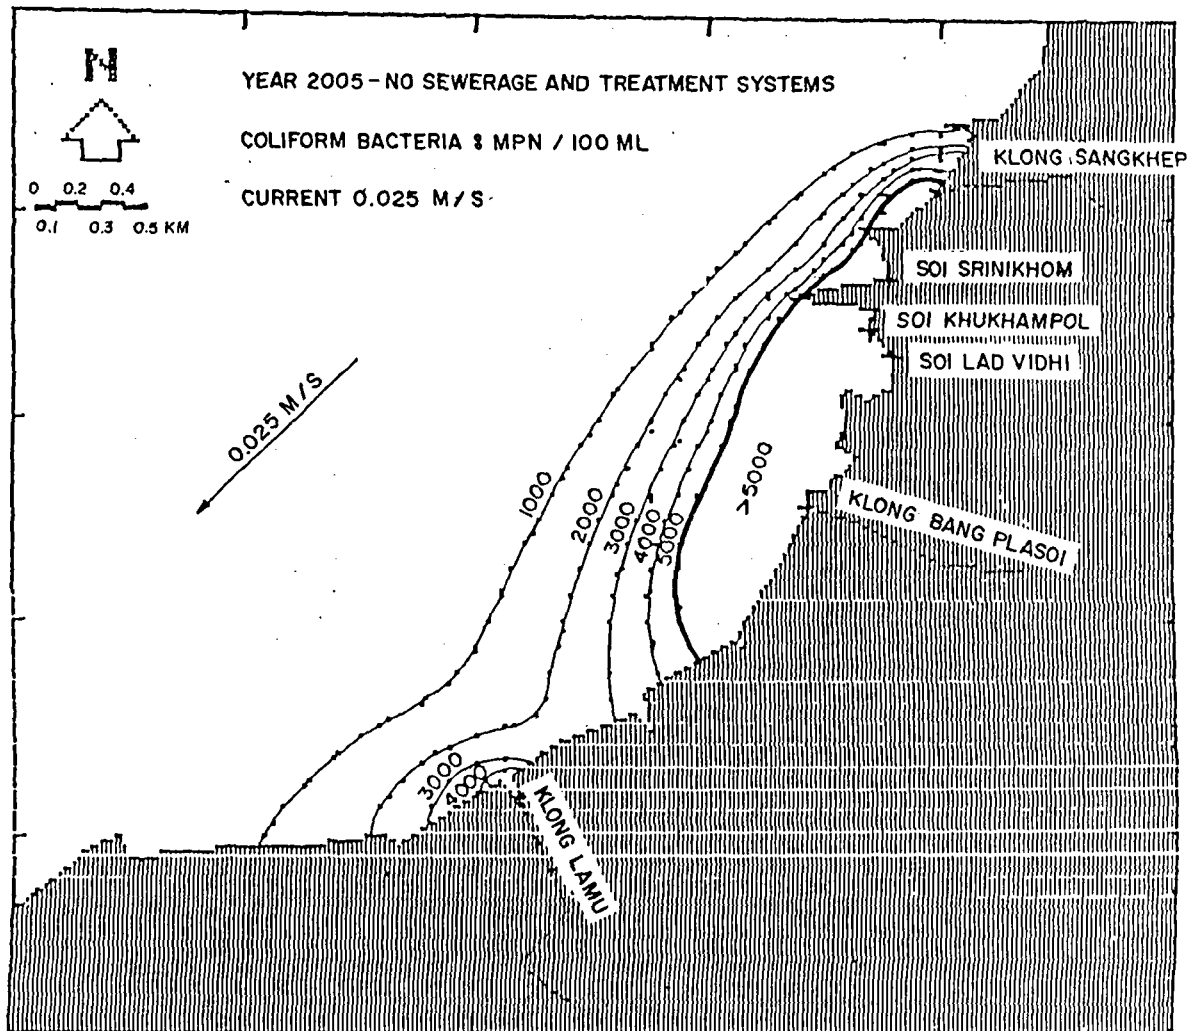 N
YEAR 2005 - NO SEWERAGE AND TREATMENT SYSTEMS
COLIFORM BACTERIA : MPN / 100 ML
CURRENT 0.025 M/S
0 0.2 0.4
0.1 0.3 0.5 KM
KLONG SANGKHEP
SOI SRINIKHOM
SOI KHUKHAMPOL
SOI LAD VIDHI
0.025 M/S
1000
2000
3000
4000
5000
>5000
KLONG BANG PLASOI
3000
4000
KLONG LAMU